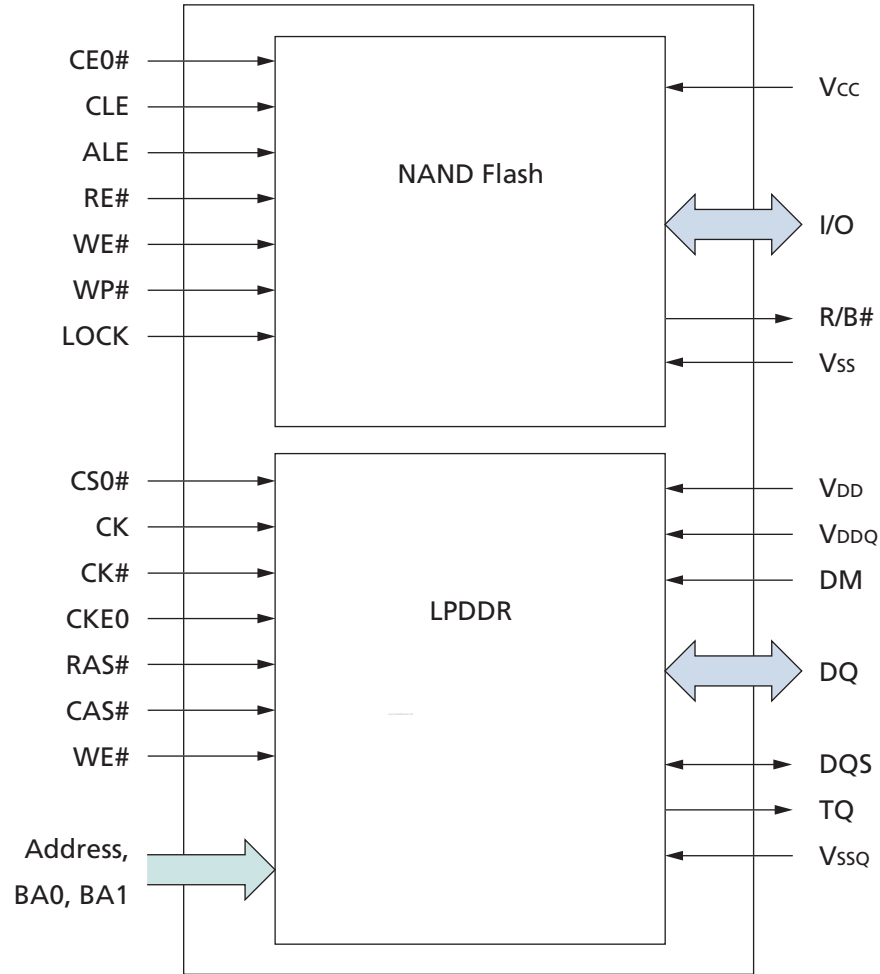 CE0#
CLE
ALE
RE#
WE#
WP#
LOCK
NAND Flash
VCC
I/O
R/B#
VSS
CS0#
CK
CK#
CKE0
RAS#
CAS#
WE#
Address,
BA0, BA1
LPDDR
VDD
VDDQ
DM
DQ
DQS
TQ
VSSQ